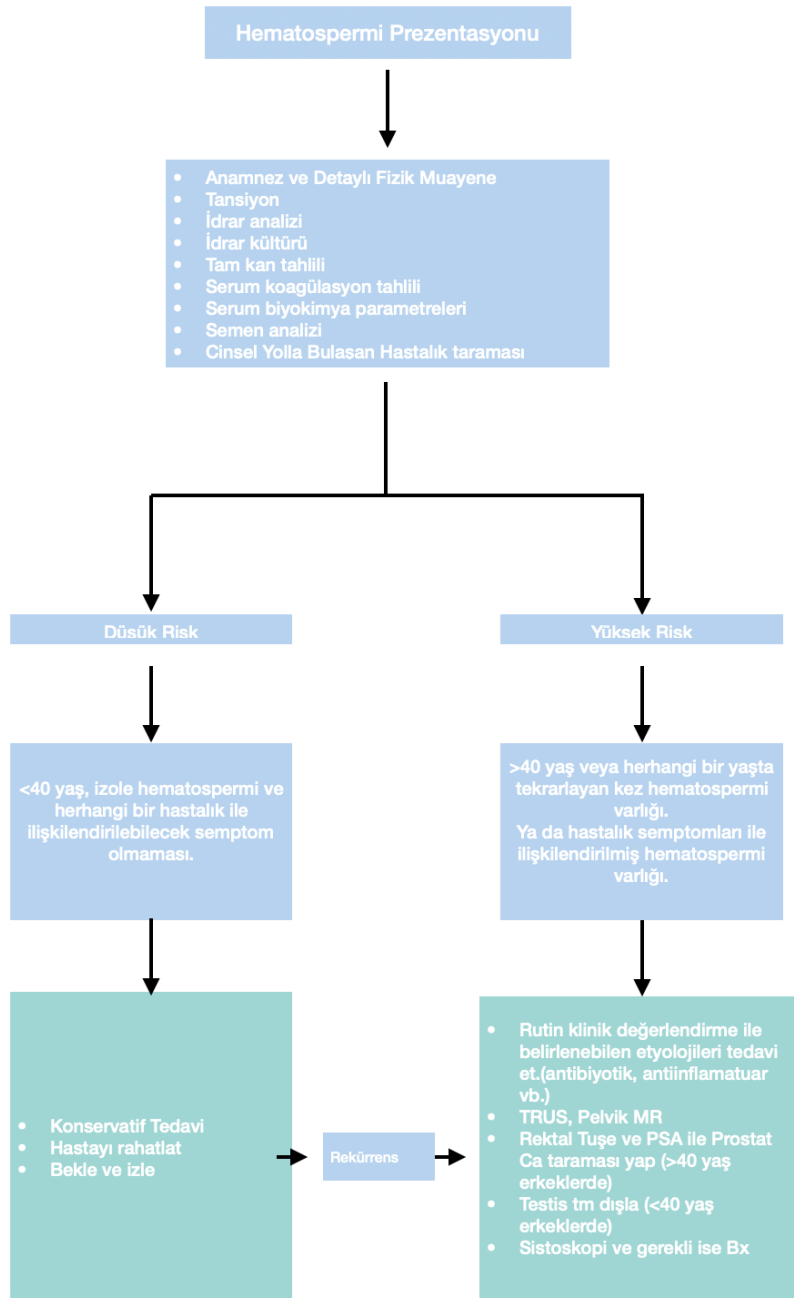 Hematospermi Prezentasyonu
• Anamnez ve Detaylı Fizik Muayene
• Tansiyon
• İdrar analizi
• İdrar kültürü
• Tam kan tahlili
• Serum koagülasyon tahlili
• Serum biyokimya parametreleri
• Semen analizi
• Cinsel Yolla Bulaşan Hastalık taraması
Düşük Risk
Yüksek Risk
<40 yaş, izole hematospermi ve
herhangi bir hastalık ile
ilişkilendirilebilecek semptom
olmaması.
>40 yaş veya herhangi bir yaşta
tekrarlayan kez hematospermi
varlığı.
Ya da hastalık semptomları ile
ilişkilendirilmiş hematospermi
varlığı.
• Konservatif Tedavi
• Hastayı rahatlat
• Bekle ve izle
Rekürrens
• Rutin klinik değerlendirme ile
belirlenebilen etyolojileri tedavi
et.(antibiyotik, antiinflamatuar
vb.)
• TRUS, Pelvik MR
• Rektal Tuşe ve PSA ile Prostat
Ca taraması yap (>40 yaş
erkeklerde)
• Testis tm dışla (<40 yaş
erkeklerde)
• Sistoskopi ve gerekli ise Bx